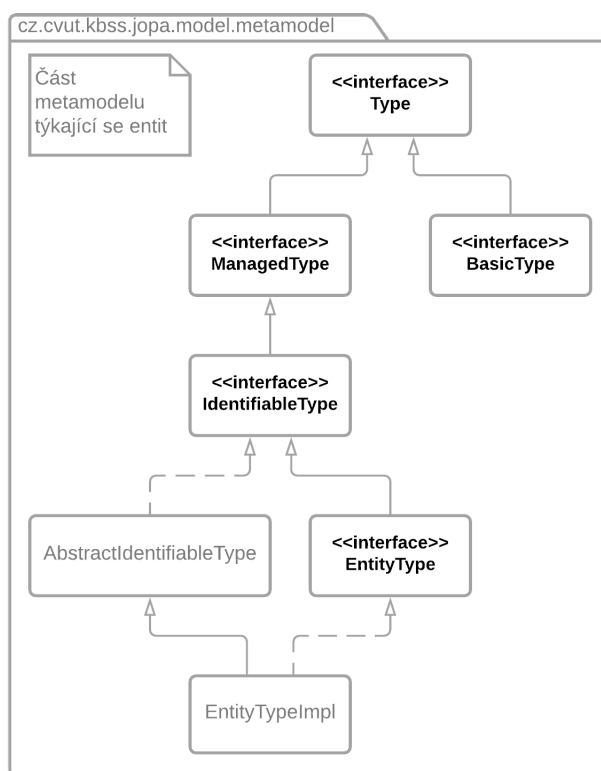 cz.cvut.kbss.jopa.model.metamodel
Část
metamodelu
týkající se entit
<<interface>>
Type
<<interface>>
ManagedType
<<interface>>
BasicType
<<interface>>
IdentifiableType
AbstractIdentifiableType
<<interface>>
EntityType
EntityTypeImpl